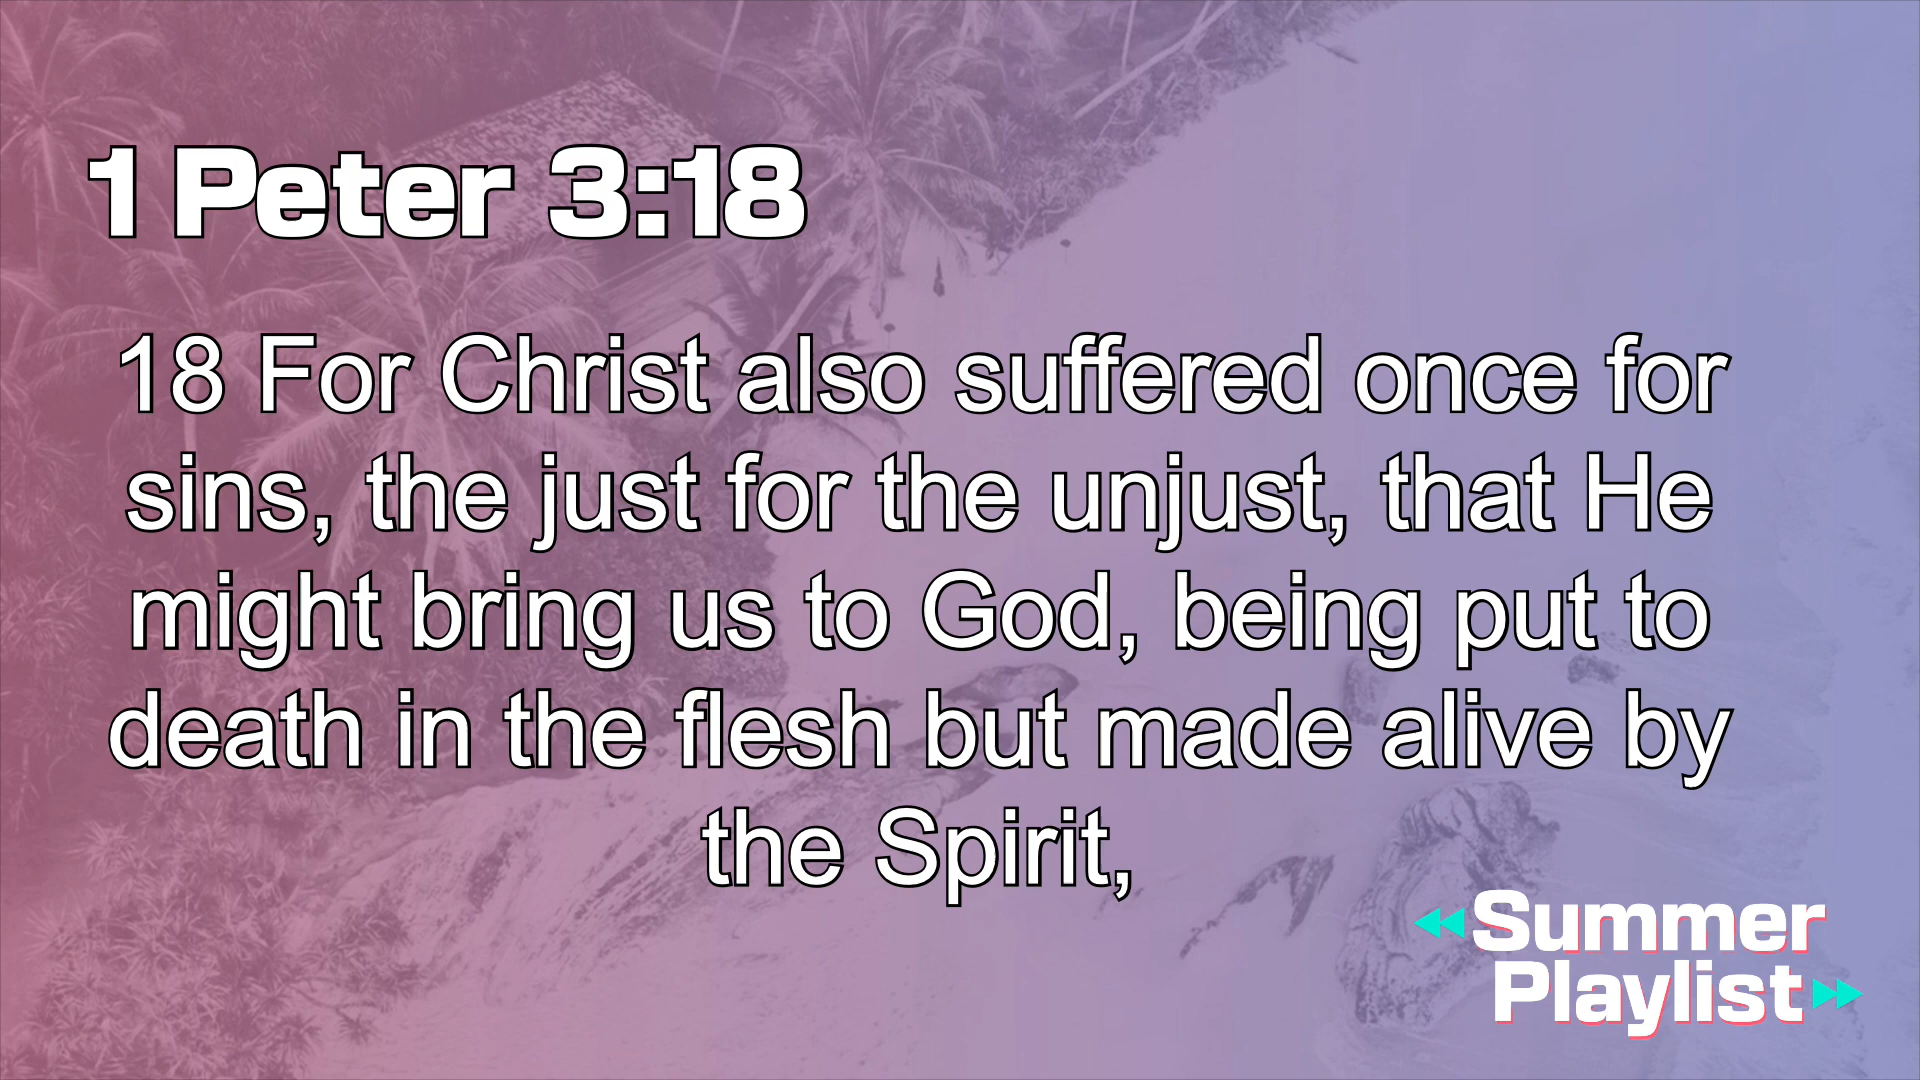 1 Peter 3:18
18 For Christ also suffered once for
sins, the just for the unjust, that He
might bring us to God, being put to
death in the flesh but made alive by
the Spirit,
Summer
Playlist